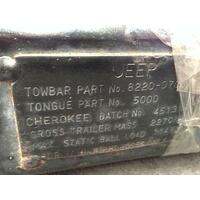 JEEP
TOWBAR PART No. 8220-07
TONGUE PART No. 5000
CHEROKEE BATCH No. 4513
GROSS TRAILER MASS
MAX. STATIC BALL LOAD